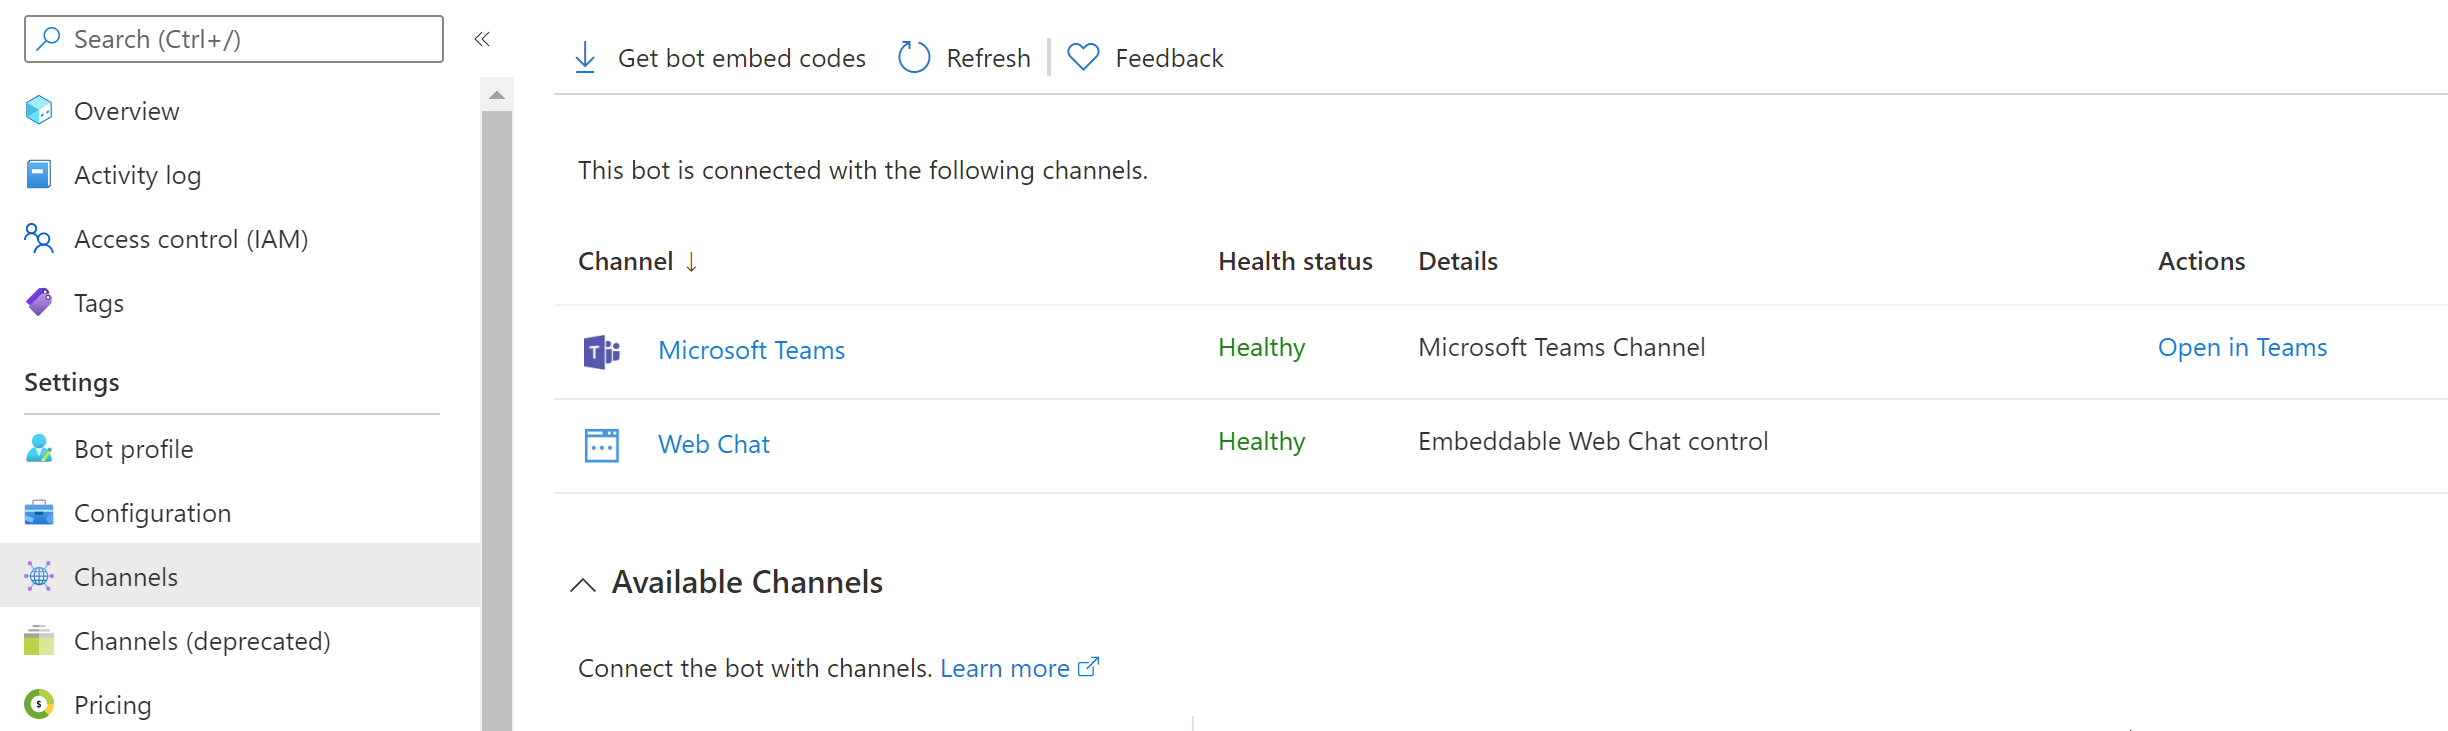 Search (Ctrl+/)
Overview
Activity log
Access control (IAM)
Tags
Settings
Bot profile
Configuration
Channels
Channels (deprecated)
Pricing
Get bot embed codes
Refresh
Feedback
This bot is connected with the following channels.
Channel ↓ Health status Details Actions
Microsoft Teams Healthy Microsoft Teams Channel Open in Teams
Web Chat Healthy Embeddable Web Chat control
Available Channels
Connect the bot with channels. Learn more